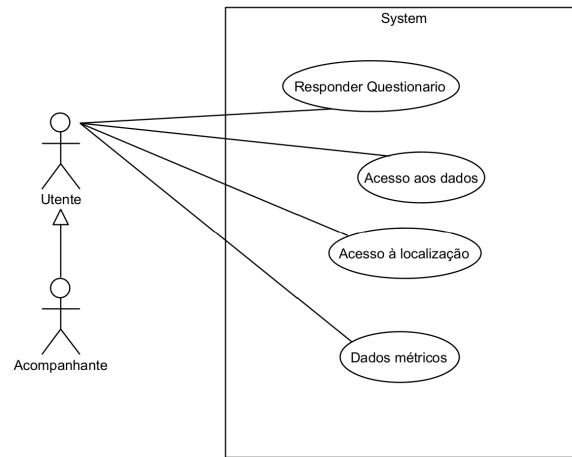 System
Responder Questionario
Acesso aos dados
Utente
Acesso à localização
Dados métricos
Acompanhante